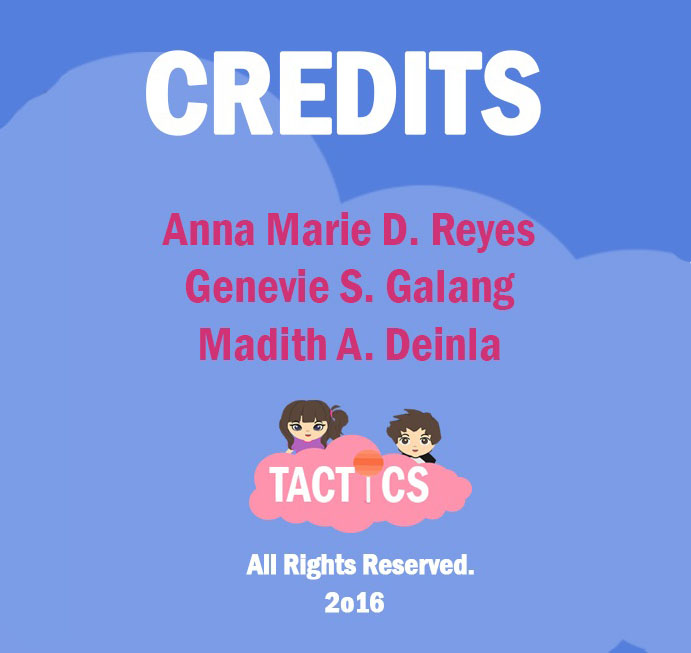 CREDITS
Anna Marie D. Reyes
Genevie S. Galang
Madith A. Deinla
TACTICS
All Rights Reserved.
2o16